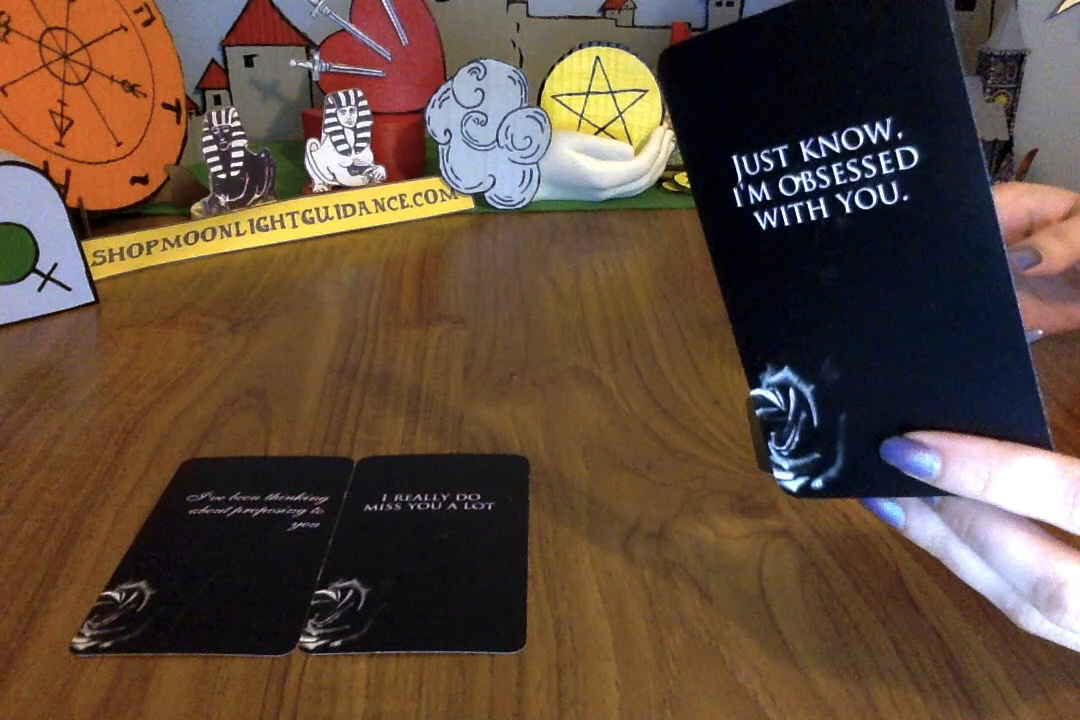 SHOPMOONLIGHTGUIDANCE.COM
JUST KNOW,
I'M OBSESSED
WITH YOU.
I've been thinking
about proposing to
you
I REALLY DO
MISS YOU A LOT